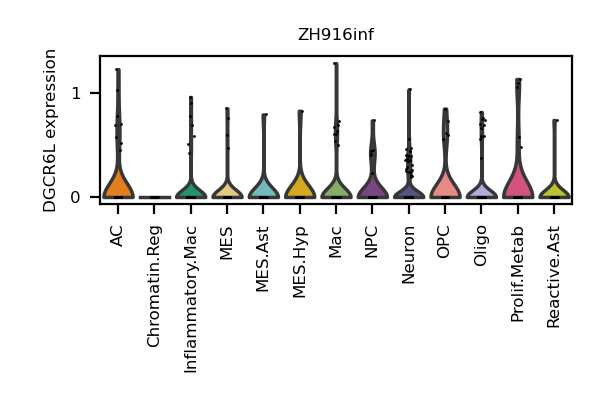 ZH916inf
DGCR6L expression
1
0
AC
Chromatin.Reg
Inflammatory.Mac
MES
MES.Ast
MES.Hyp
Mac
NPC
Neuron
OPC
Oligo
Prolif.Metab
Reactive.Ast